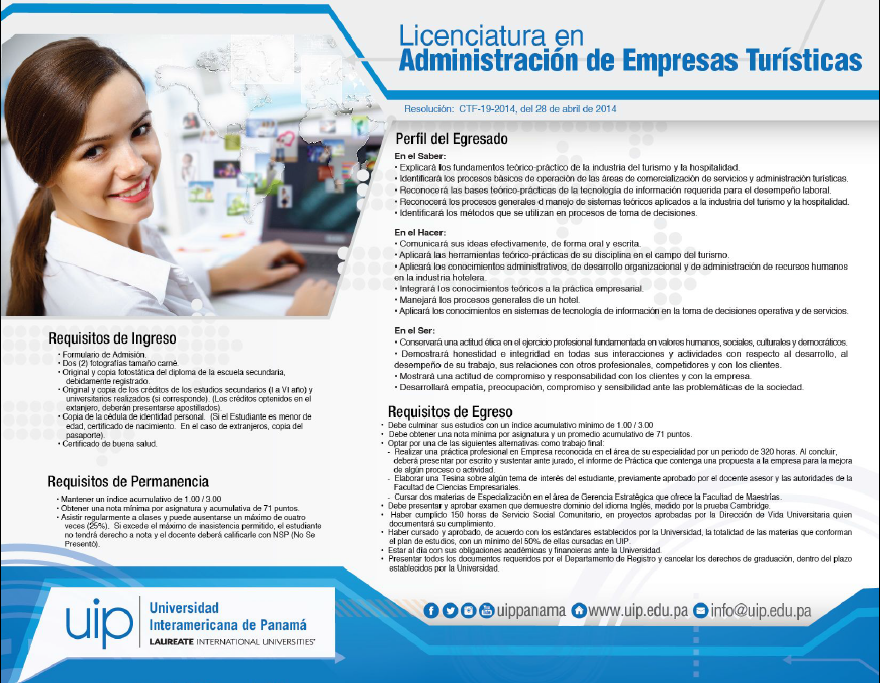 Licenciatura en
Administración de Empresas Turísticas
Resolución: CTF-19-2014, del 28 de abril de 2014
Perfil del Egresado
En el Saber:
• Explicará los fundamentos teórico-práctico de la industria del turismo y la hospitalidad.
• Identificará los procesos básicos de operación de las áreas de comercialización de servicios y administración turísticas.
• Reconocerá las bases teórico-prácticas de la tecnología de información requerida para el desempeño laboral.
• Reconocerá los procesos generales d manejo de sistemas teóricos aplicados a la industria del turismo y la hospitalidad.
• Identificará los métodos que se utilizan en procesos de toma de decisiones.
En el Hacer:
• Comunicará sus ideas efectivamente, de forma oral y escrita.
• Aplicará las herramientas teórico-prácticas de su disciplina en el campo del turismo.
• Aplicará los conocimientos administrativos, de desarrollo organizacional y de administración de recursos humanos
en la industria hotelera.
• Integrará los conocimientos teóricos a la práctica empresarial.
• Manejará los procesos generales de un hotel.
• Aplicará los conocimientos en sistemas de tecnología de información en la toma de decisiones operativa y de servicios.
En el Ser:
• Conservará una actitud ética en el ejercicio profesional fundamentada en valores humanos, sociales, culturales y democráticos.
• Demostrará honestidad e integridad en todas sus interacciones y actividades con respecto al desarrollo, al
desempeño de su trabajo, sus relaciones con otros profesionales, competidores y con los clientes.
• Mostrará una actitud de compromiso y responsabilidad con los clientes y con la empresa.
• Desarrollará empatía, preocupación, compromiso y sensibilidad ante las problemáticas de la sociedad.
Requisitos de Ingreso
• Formulario de Admisión.
• Dos (2) fotografías tamaño carné.
• Original y copia fotostática del diploma de la escuela secundaria,
debidamente registrado.
• Original y copia de los créditos de los estudios secundarios (I a VI año) y
universitarios realizados (si corresponde). (Los créditos optenidos en el
extanjero, deberán presentarse apostillados).
• Copia de la cédula de identidad personal. (Si el Estudiante es menor de
edad, certificado de nacimiento. En el caso de extranjeros, copia del
pasaporte).
• Certificado de buena salud.
Requisitos de Permanencia
• Mantener un índice acumulativo de 1.00 / 3.00
• Obtener una nota mínima por asignatura y acumulativa de 71 puntos.
• Asistir regularmente a clases y puede ausentarse un máximo de cuatro
veces (25%). Si excede el máximo de inasistencia permitido, el estudiante
no tendrá derecho a nota y el docente deberá calificarle con NSP (No Se
Presentó).
Requisitos de Egreso
• Debe culminar sus estudios con un índice acumulativo mínimo de 1.00 / 3.00
• Debe obtener una nota mínima por asignatura y un promedio acumulativo de 71 puntos.
• Optar por una de las siguientes alternativas como trabajo final:
- Realizar una práctica profesional en Empresa reconocida en el área de su especialidad por un periodo de 320 horas. Al concluir,
deberá presentar por escrito y sustentar ante jurado, el informe de Práctica que contenga una propuesta a la empresa para la mejora
de algún proceso o actividad.
- Elaborar una Tesina sobre algún tema de interés del estudiante, previamente aprobado por el docente asesor y las autoridades de la
Facultad de Ciencias Empresariales.
- Cursar dos materias de Especialización en el área de Gerencia Estratégica que ofrece la Facultad de Maestrías.
• Debe presentar y aprobar examen que demuestre dominio del idioma Inglés, medido por la prueba Cambridge.
• Haber cumplido 150 horas de Servicio Social Comunitario, en proyectos aprobadas por la Dirección de Vida Universitaria quien
documentará su cumplimiento.
• Haber cursado y aprobado, de acuerdo con los estándares establecidos por la Universidad, la totalidad de las materias que conforman
el plan de estudios, con un mínimo del 50% de ellas cursadas en UIP.
• Estar al día con sus obligaciones académicas y financieras ante la Universidad.
• Presentar todos los documentos requeridos por el Departamento de Registro y cancelar los derechos de graduación, dentro del plazo
establecidos por la Universidad.
uip
Universidad
Interamericana de Panamá
LAUREATE INTERNATIONAL UNIVERSITIES
uippanama www.uip.edu.pa info@uip.edu.pa